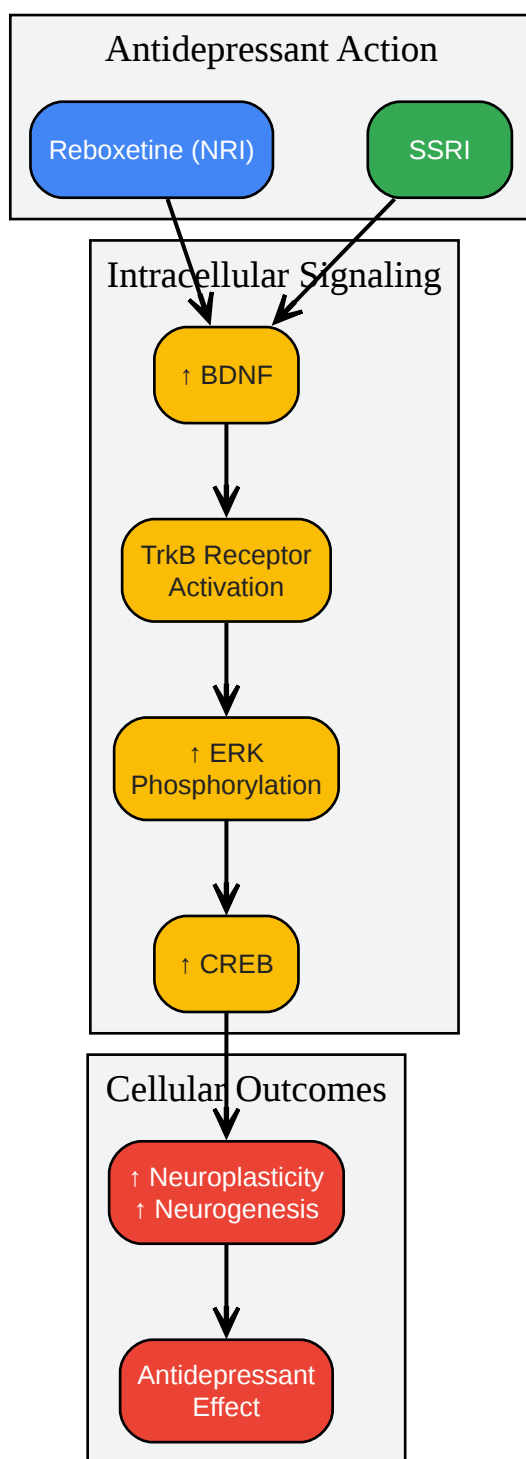 Antidepressant Action
Reboxetine (NRI)
SSRI
Intracellular Signaling
↑ BDNF
TrkB Receptor
Activation
↑ ERK
Phosphorylation
↑ CREB
Cellular Outcomes
↑ Neuroplasticity
↑ Neurogenesis
Antidepressant
Effect